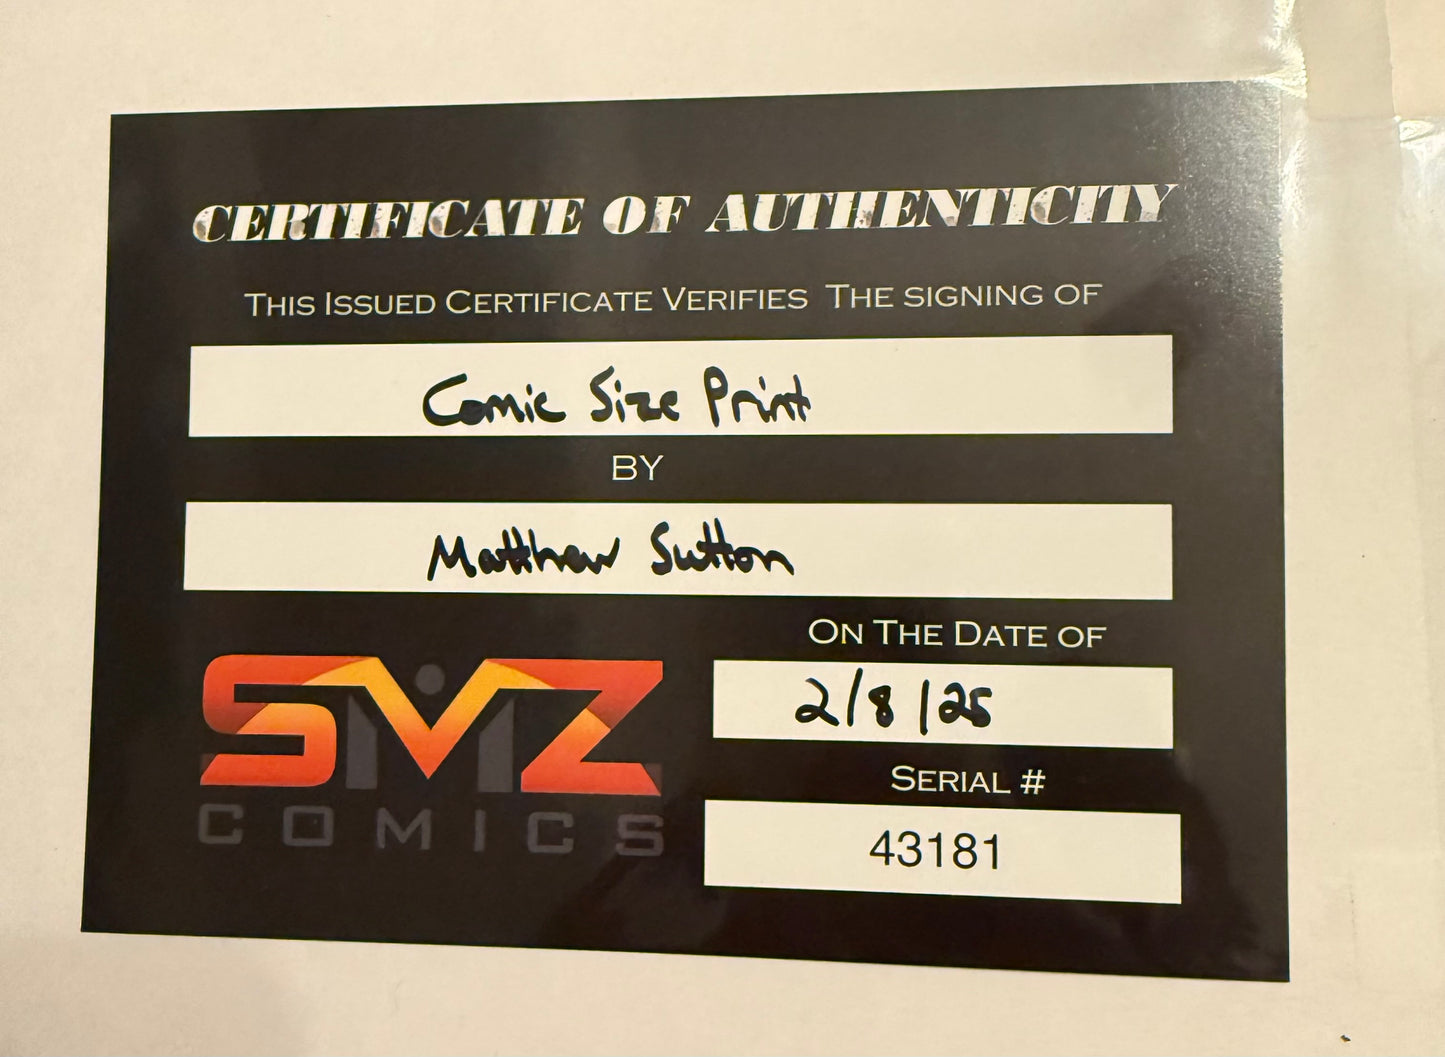 CERTIFICATE OF AUTHENTICITY
THIS ISSUED CERTIFICATE VERIFIES THE SIGNING OF
Comic Size Print
BY
Matthew Sutton
ON THE DATE OF
2/8/25
SMZ
COMICS
SERIAL #
43181